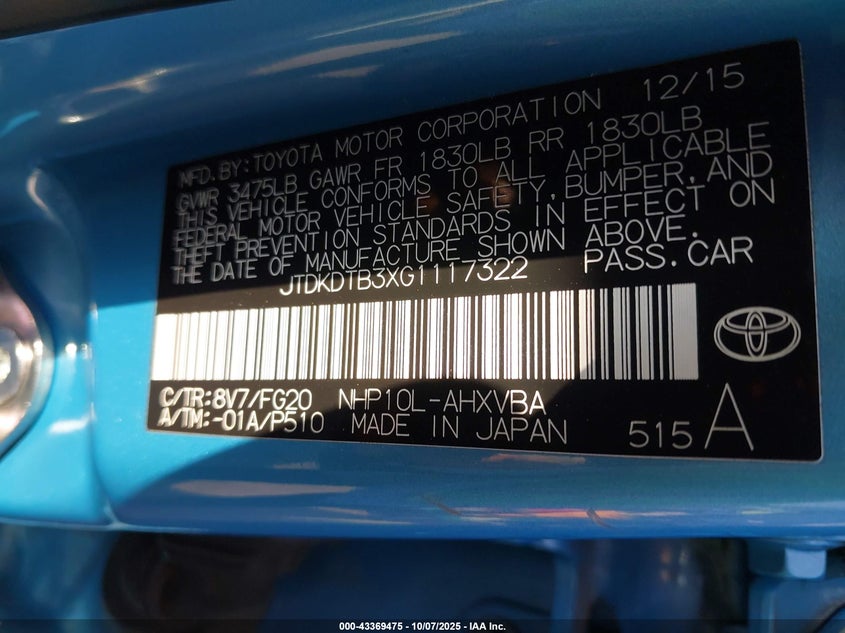 MFD.BY:TOYOTA MOTOR CORPORATION 12/15
GVWR 3475LB GAWR FR 1830LB RR 1830LB
THIS VEHICLE CONFORMS TO ALL APPLICABLE
FEDERAL MOTOR VEHICLE SAFETY,BUMPER,AND
THEFT PREVENTION STANDARDS IN EFFECT ON
THE DATE OF MANUFACTURE SHOWN ABOVE.
JTDKDTB3XG1117322 PASS.CAR
C/TR:8V7/FG20 NHP10L-AHXVBA
A/TM:-01A/P510 MADE IN JAPAN 515 A
000-43369475 - 10/07/2025 - IAA Inc.